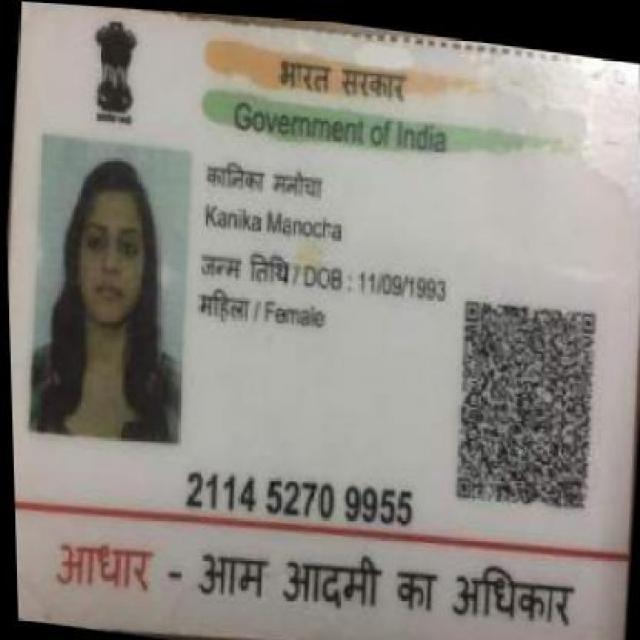 भारत सरकार
Government of India
कानिका मनोचा
Kanika Manocha
जन्म तिथि / DOB : 11/09/1993
महिला / Female
2114 5270 9955
आधार - आम आदमी का अधिकार